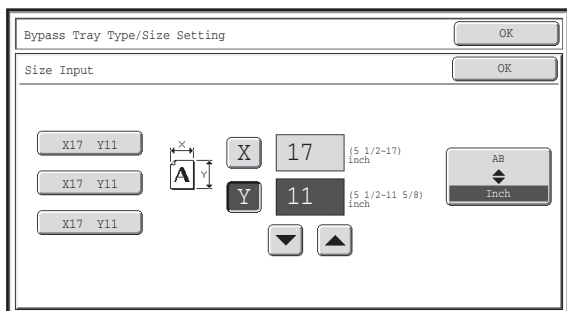 Bypass Tray Type/Size Setting OK
Size Input OK
X17 Y11
X17 Y11
X17 Y11
X
A Y
X 17 (5 1/2~17)
inch
Y 11 (5 1/2~11 5/8)
inch
AB
Inch